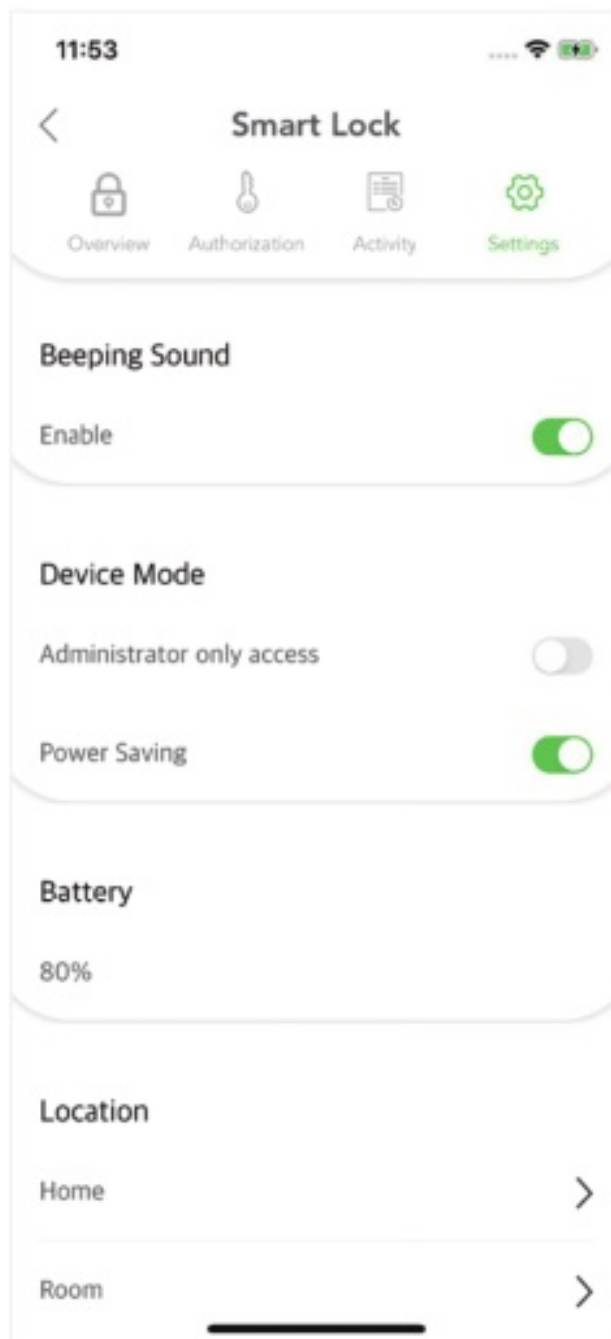 11:53
Smart Lock
Overview Authorization Activity Settings
Beeping Sound
Enable
Device Mode
Administrator only access
Power Saving
Battery
80%
Location
Home
Room